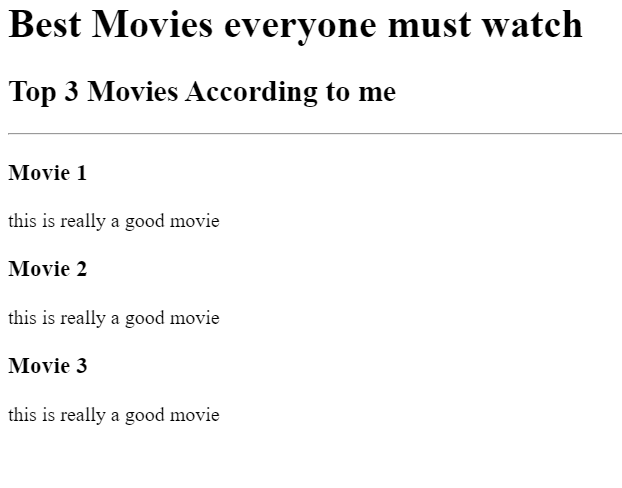 Best Movies everyone must watch
Top 3 Movies According to me
Movie 1
this is really a good movie
Movie 2
this is really a good movie
Movie 3
this is really a good movie